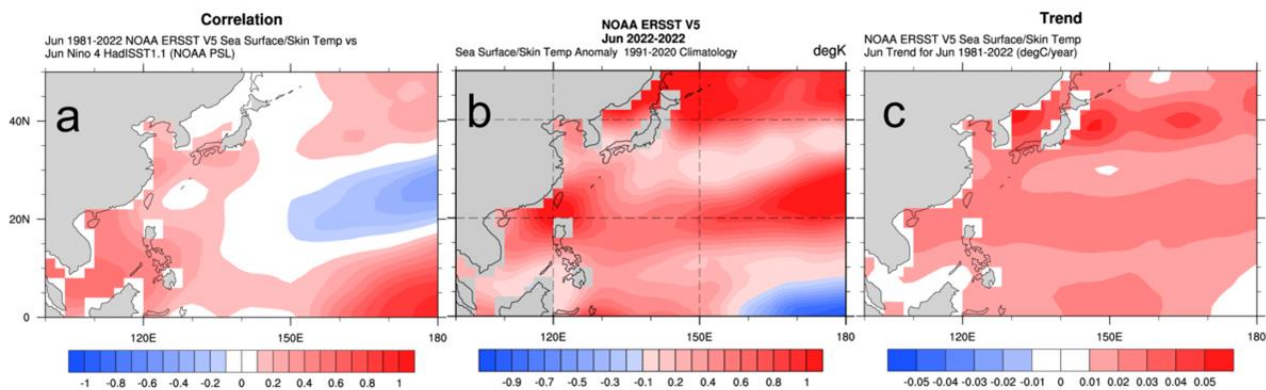 Correlation
Jun 1981-2022 NOAA ERSST V5 Sea Surface/Skin Temp vs
Jun Nino 4 HadISST1.1 (NOAA PSL)
a
40N
20N
0
120E 150E 180
-1 -0.8 -0.6 -0.4 -0.2 0 0.2 0.4 0.6 0.8 1
NOAA ERSST V5
Jun 2022-2022
Sea Surface/Skin Temp Anomaly 1991-2020 Climatology degK
b
120E 150E 180
-0.9 -0.7 -0.5 -0.3 -0.1 0.2 0.4 0.6 0.8 1
Trend
NOAA ERSST V5 Sea Surface/Skin Temp
Jun Trend for Jun 1981-2022 (degC/year)
c
120E 150E 180
-0.05 -0.04 -0.03 -0.02 -0.01 0 0.01 0.02 0.03 0.04 0.05 0.06